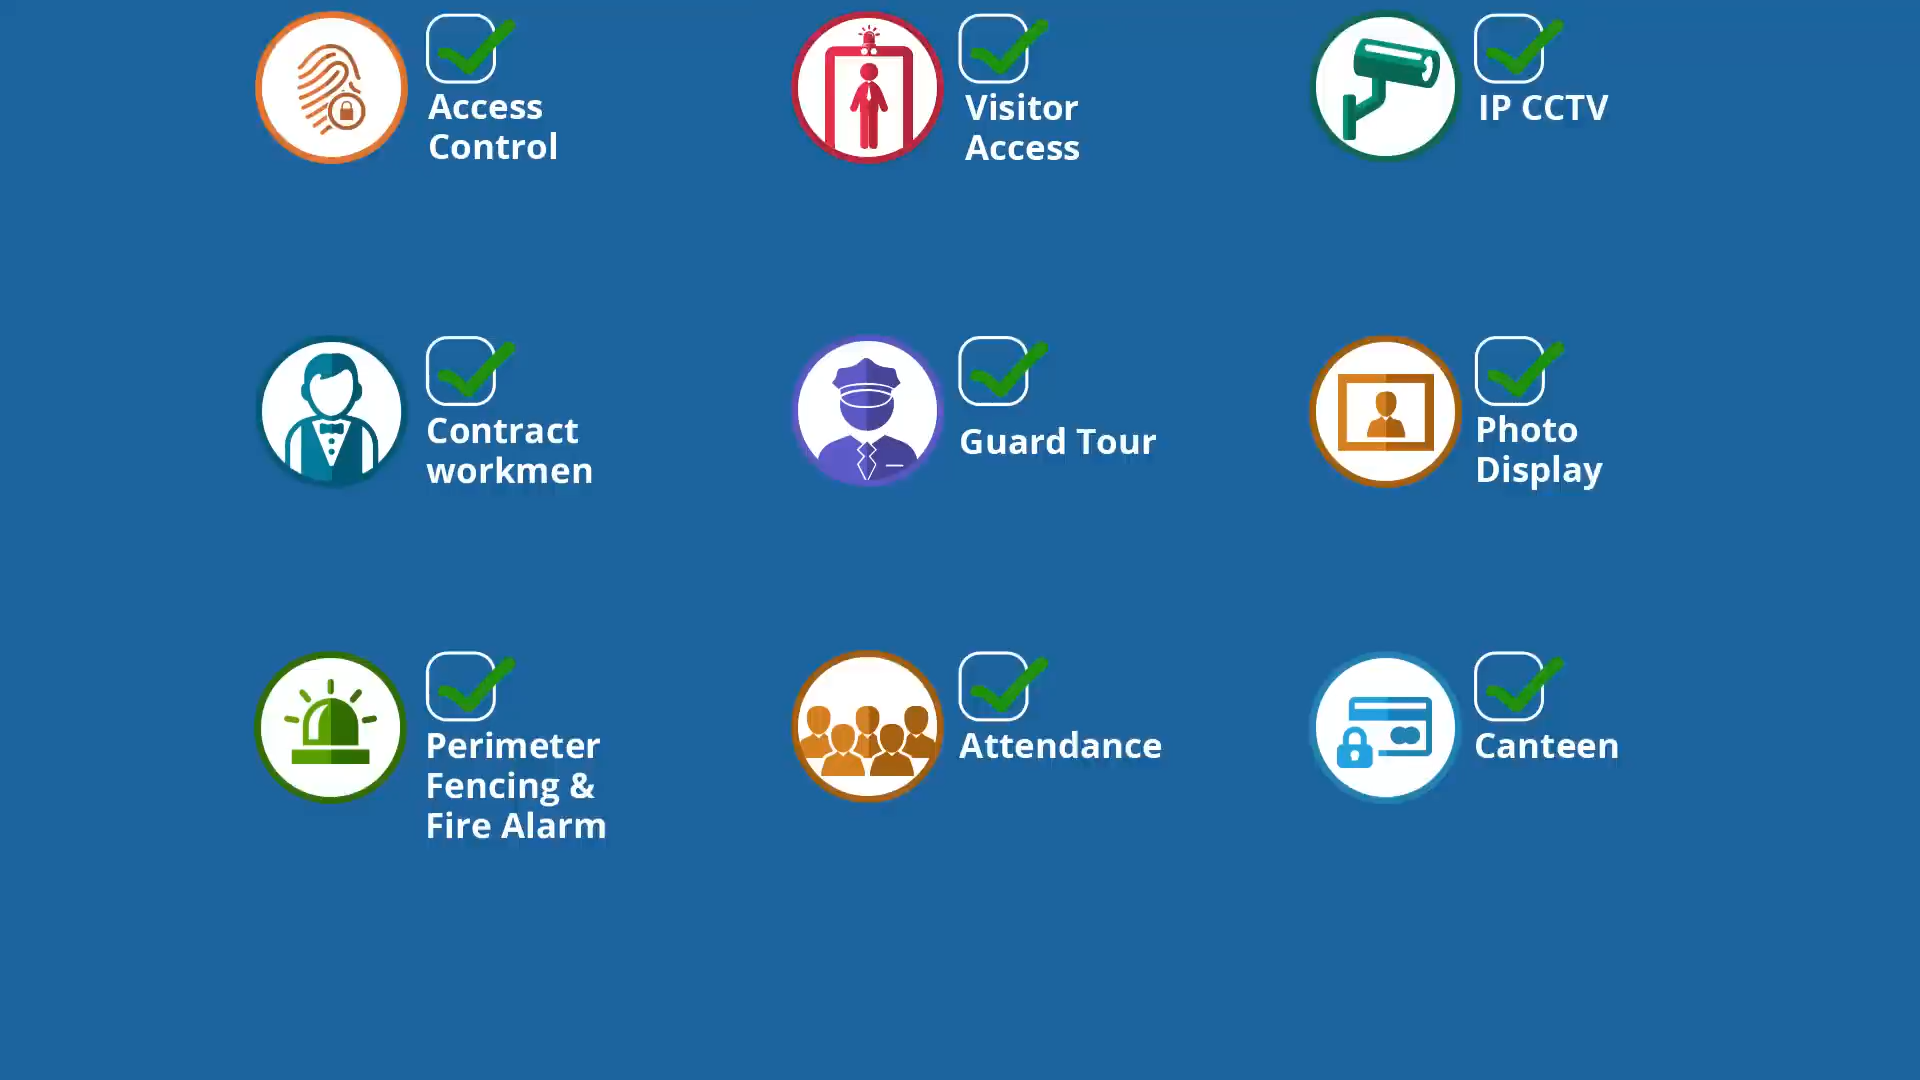 Access
Control
Visitor
Access
IP CCTV
Contract
workmen
Guard Tour
Photo
Display
Perimeter
Fencing &
Fire Alarm
Attendance
Canteen